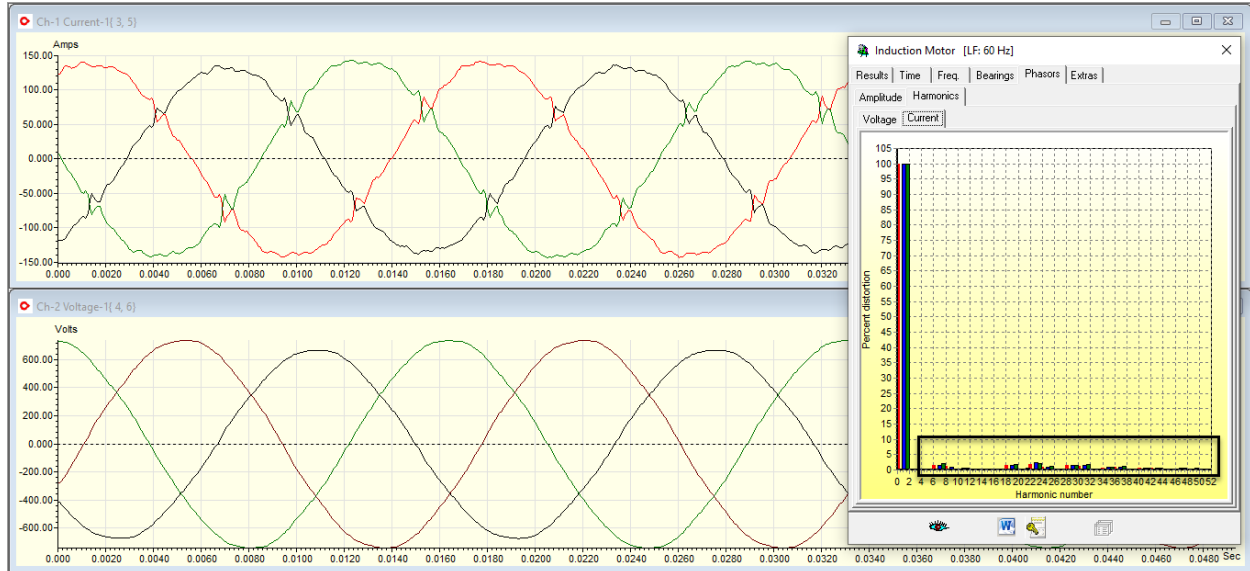 Ch-1 Current-1( 3, 5)
Amps
150.00
100.00
50.000
0.000
-50.00
-100.00
-150.00
0.000 0.0020 0.0040 0.0060 0.0080 0.0100 0.0120 0.0140 0.0160 0.0180 0.0200 0.0220 0.0240 0.0260 0.0280 0.0300 0.0320
Ch-2 Voltage-1( 4, 6)
Volts
600.00
400.00
200.00
0.000
-200.00
-400.00
-600.00
0.000 0.0020 0.0040 0.0060 0.0080 0.0100 0.0120 0.0140 0.0160 0.0180 0.0200 0.0220 0.0240 0.0260 0.0280 0.0300 0.0320 0.0340 0.0360 0.0380 0.0400 0.0420 0.0440 0.0460 0.0480 Sec
Induction Motor [LF: 60 Hz]
Results Time Freq. Bearings Phasors Extras
Amplitude Harmonics
Voltage Current
105
100
95
90
85
80
75
70
65
60
55
50
45
40
35
30
25
20
15
10
5
0
Percent distortion
0 2 4 6 8 10 12 14 16 18 20 22 24 26 28 30 32 34 36 38 40 42 44 46 48 50 52
Harmonic number
W